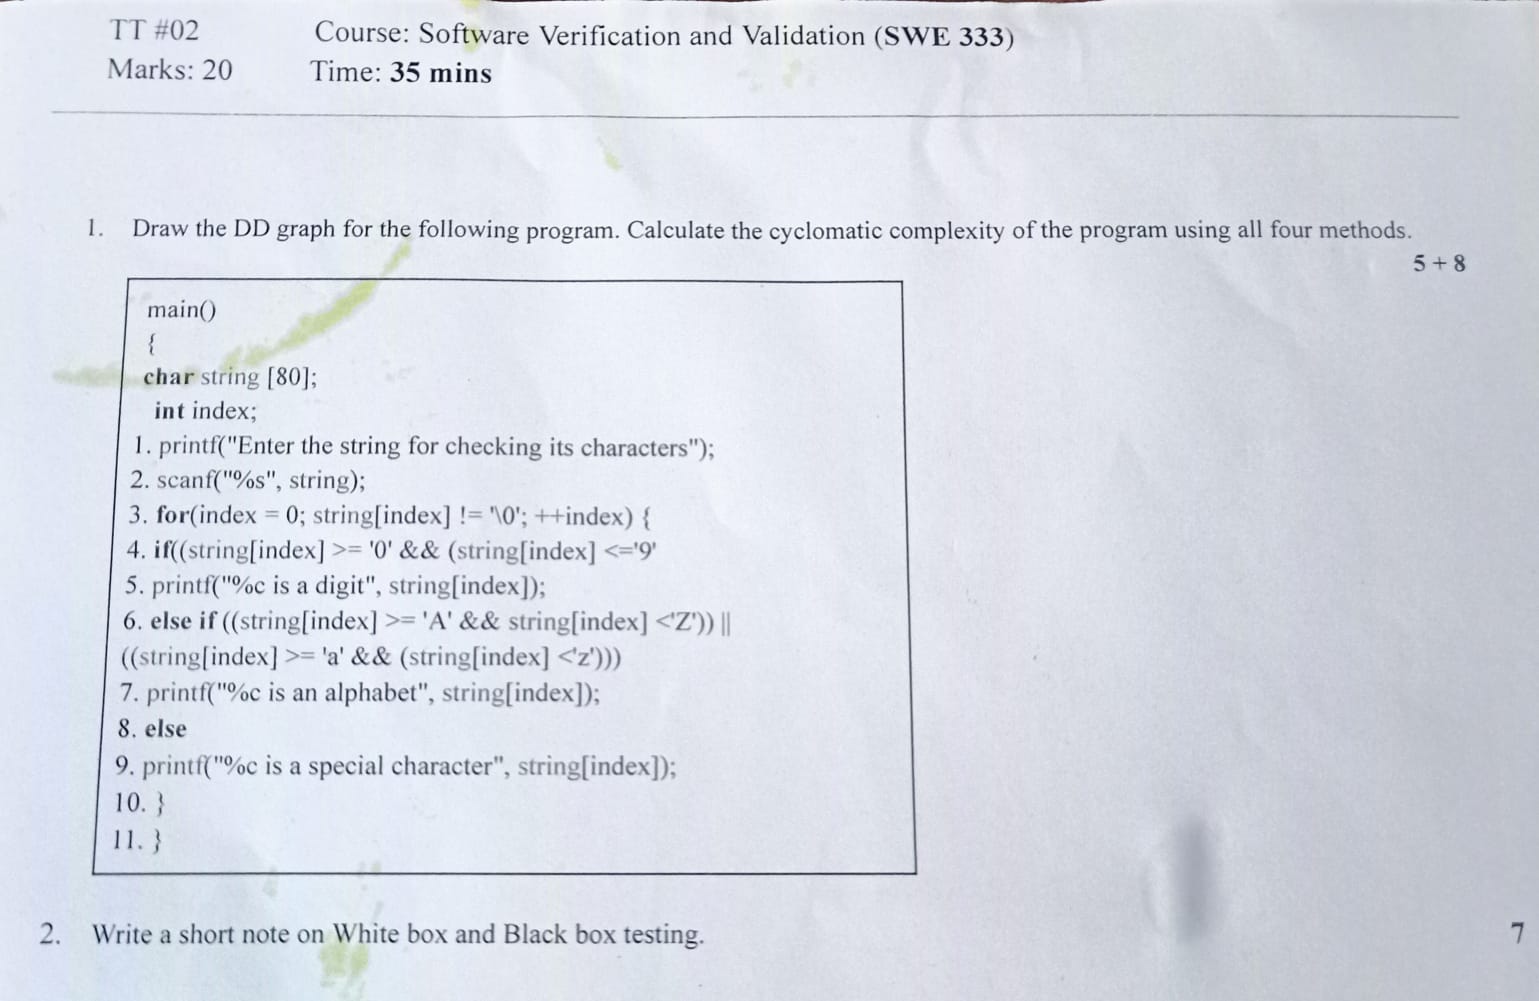 TT #02 Course: Software Verification and Validation (SWE 333)
Marks: 20 Time: 35 mins
1. Draw the DD graph for the following program. Calculate the cyclomatic complexity of the program using all four methods.
5 + 8
main()
{
char string [80];
int index;
1. printf("Enter the string for checking its characters");
2. scanf("%s", string);
3. for(index = 0; string[index] != '\0'; ++index) {
4. if((string[index] >= '0' && (string[index] <='9'
5. printf("%c is a digit", string[index]);
6. else if ((string[index] >= 'A' && string[index] <'Z')) ||
((string[index] >= 'a' && (string[index] <'z')))
7. printf("%c is an alphabet", string[index]);
8. else
9. printf("%c is a special character", string[index]);
10. }
11. }
2. Write a short note on White box and Black box testing. 7